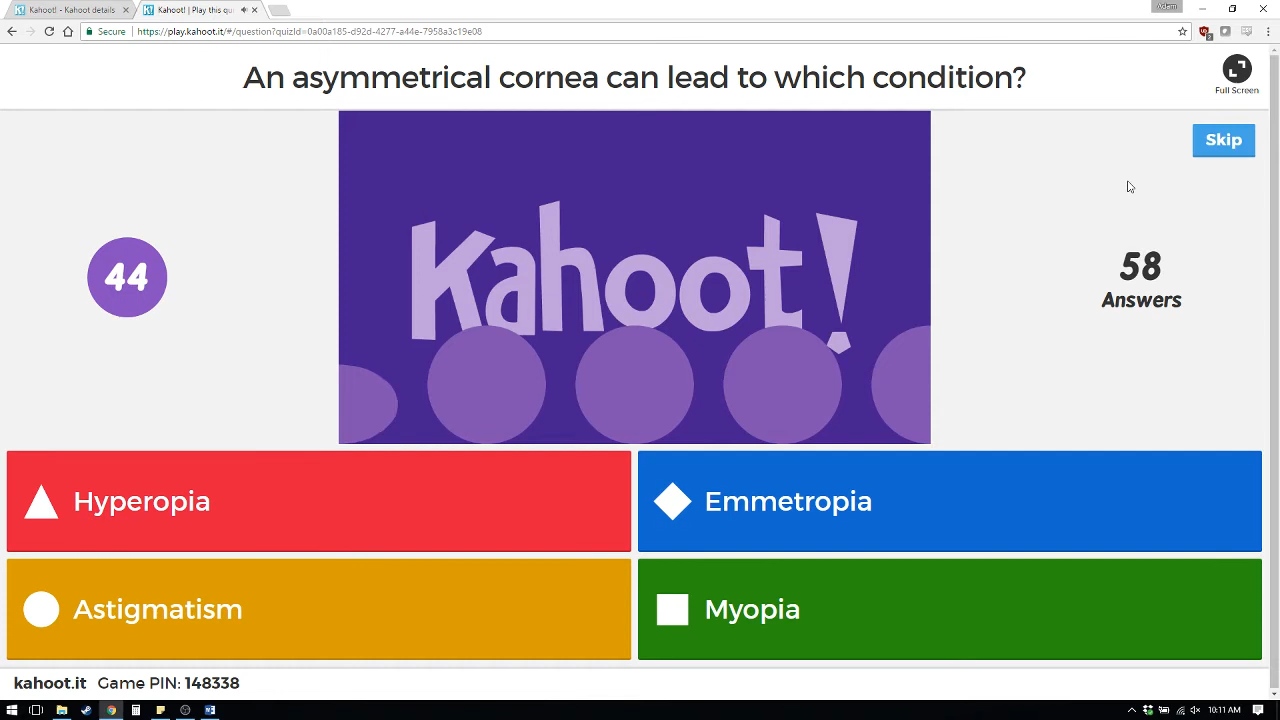 Kahoot! - Kahoot details
Kahoot! | Play this qu
Adam
Secure
https://play.kahoot.it/#/question?quizId=0a00a185-d92d-4277-a44e-7958a3c19e08
2
An asymmetrical cornea can lead to which condition?
Full Screen
Skip
44
Kahoot!
58
Answers
Hyperopia
Emmetropia
Astigmatism
Myopia
kahoot.it Game PIN: 148338
10:11 AM